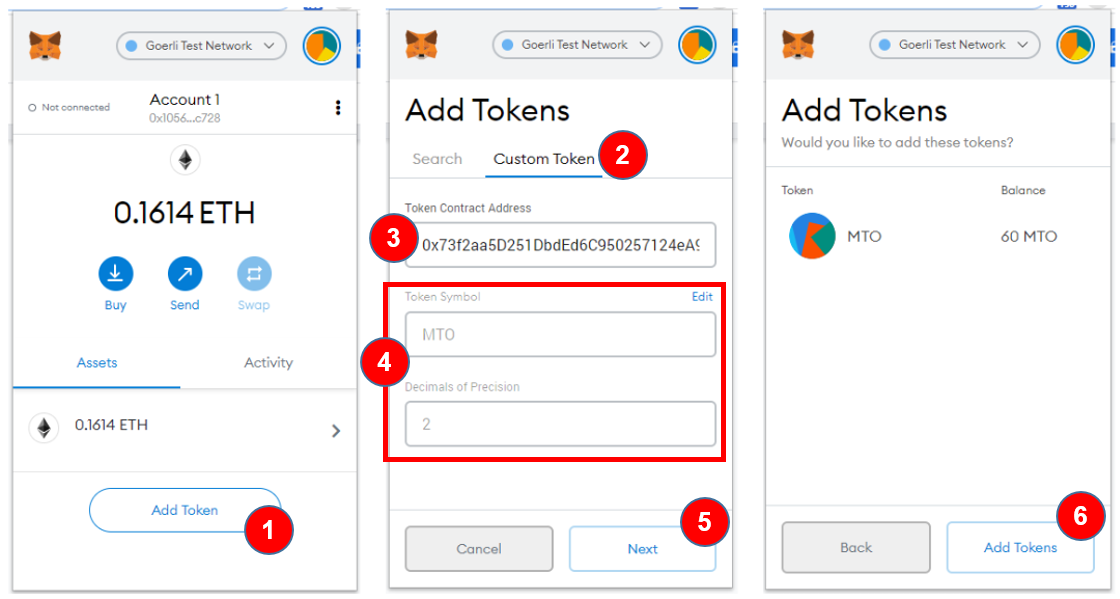 Goerli Test Network
Not connected
Account 1
0x1056...c728
0.1614 ETH
Buy
Send
Swap
Assets
Activity
0.1614 ETH
Add Token
1
Goerli Test Network
Add Tokens
Search
Custom Token
2
Token Contract Address
3
0x73f2aa5D251DbdEd6C950257124eA9
Token Symbol
Edit
MTO
4
Decimals of Precision
2
5
Cancel
Next
Goerli Test Network
Add Tokens
Would you like to add these tokens?
Token
Balance
MTO
60 MTO
6
Back
Add Tokens